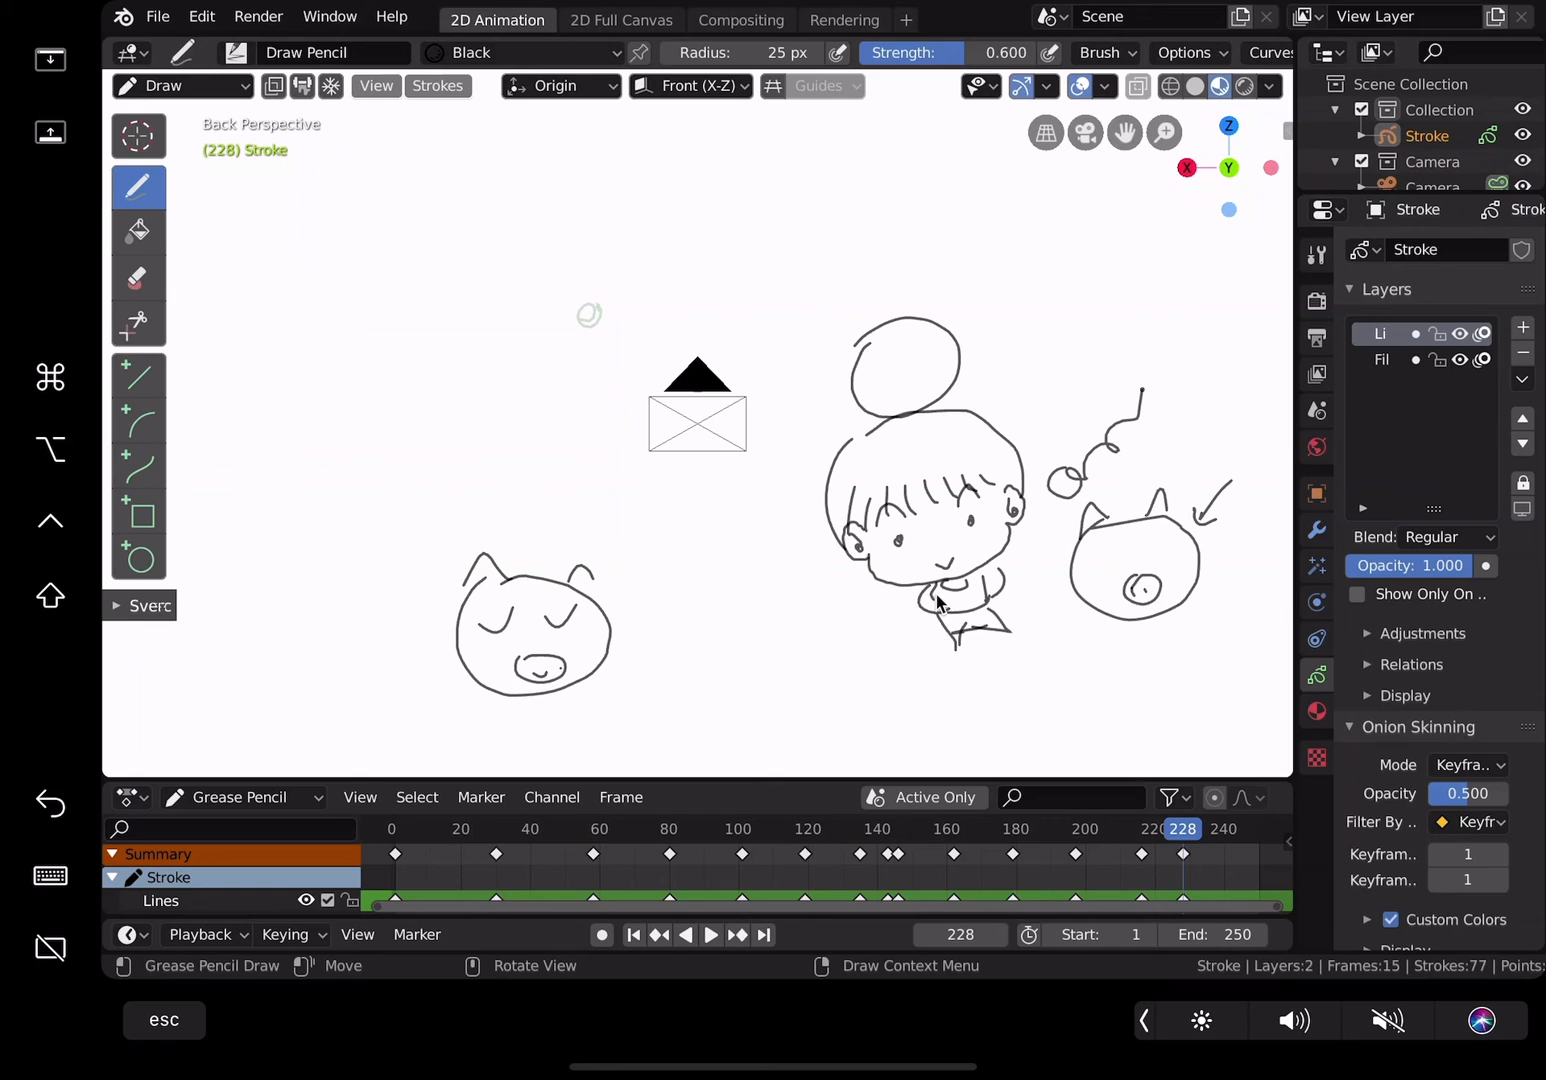 File Edit Render Window Help 2D Animation 2D Full Canvas Compositing Rendering + Scene View Layer
Draw Pencil Black Radius: 25 px Strength: 0.600 Brush Options Curves
Draw View Strokes Origin Front (X-Z) Guides
Scene Collection
Collection
Stroke
Camera
Camera
Back Perspective
(228) Stroke
Z
X Y
Stroke Strok
Stroke
Layers
Li
Fil
Blend: Regular
Opacity: 1.000
Show Only On ..
Adjustments
Relations
Display
Onion Skinning
Mode Keyfra..
Opacity 0.500
Filter By .. Keyfr
Keyfram.. 1
Keyfram.. 1
Custom Colors
Display
Grease Pencil View Select Marker Channel Frame Active Only
0 20 40 60 80 100 120 140 160 180 200 220 228 240
Summary
Stroke
Lines
Playback Keying View Marker 228 Start: 1 End: 250
Grease Pencil Draw Move Rotate View Draw Context Menu Stroke | Layers:2 | Frames:15 | Strokes:77 | Points:
esc